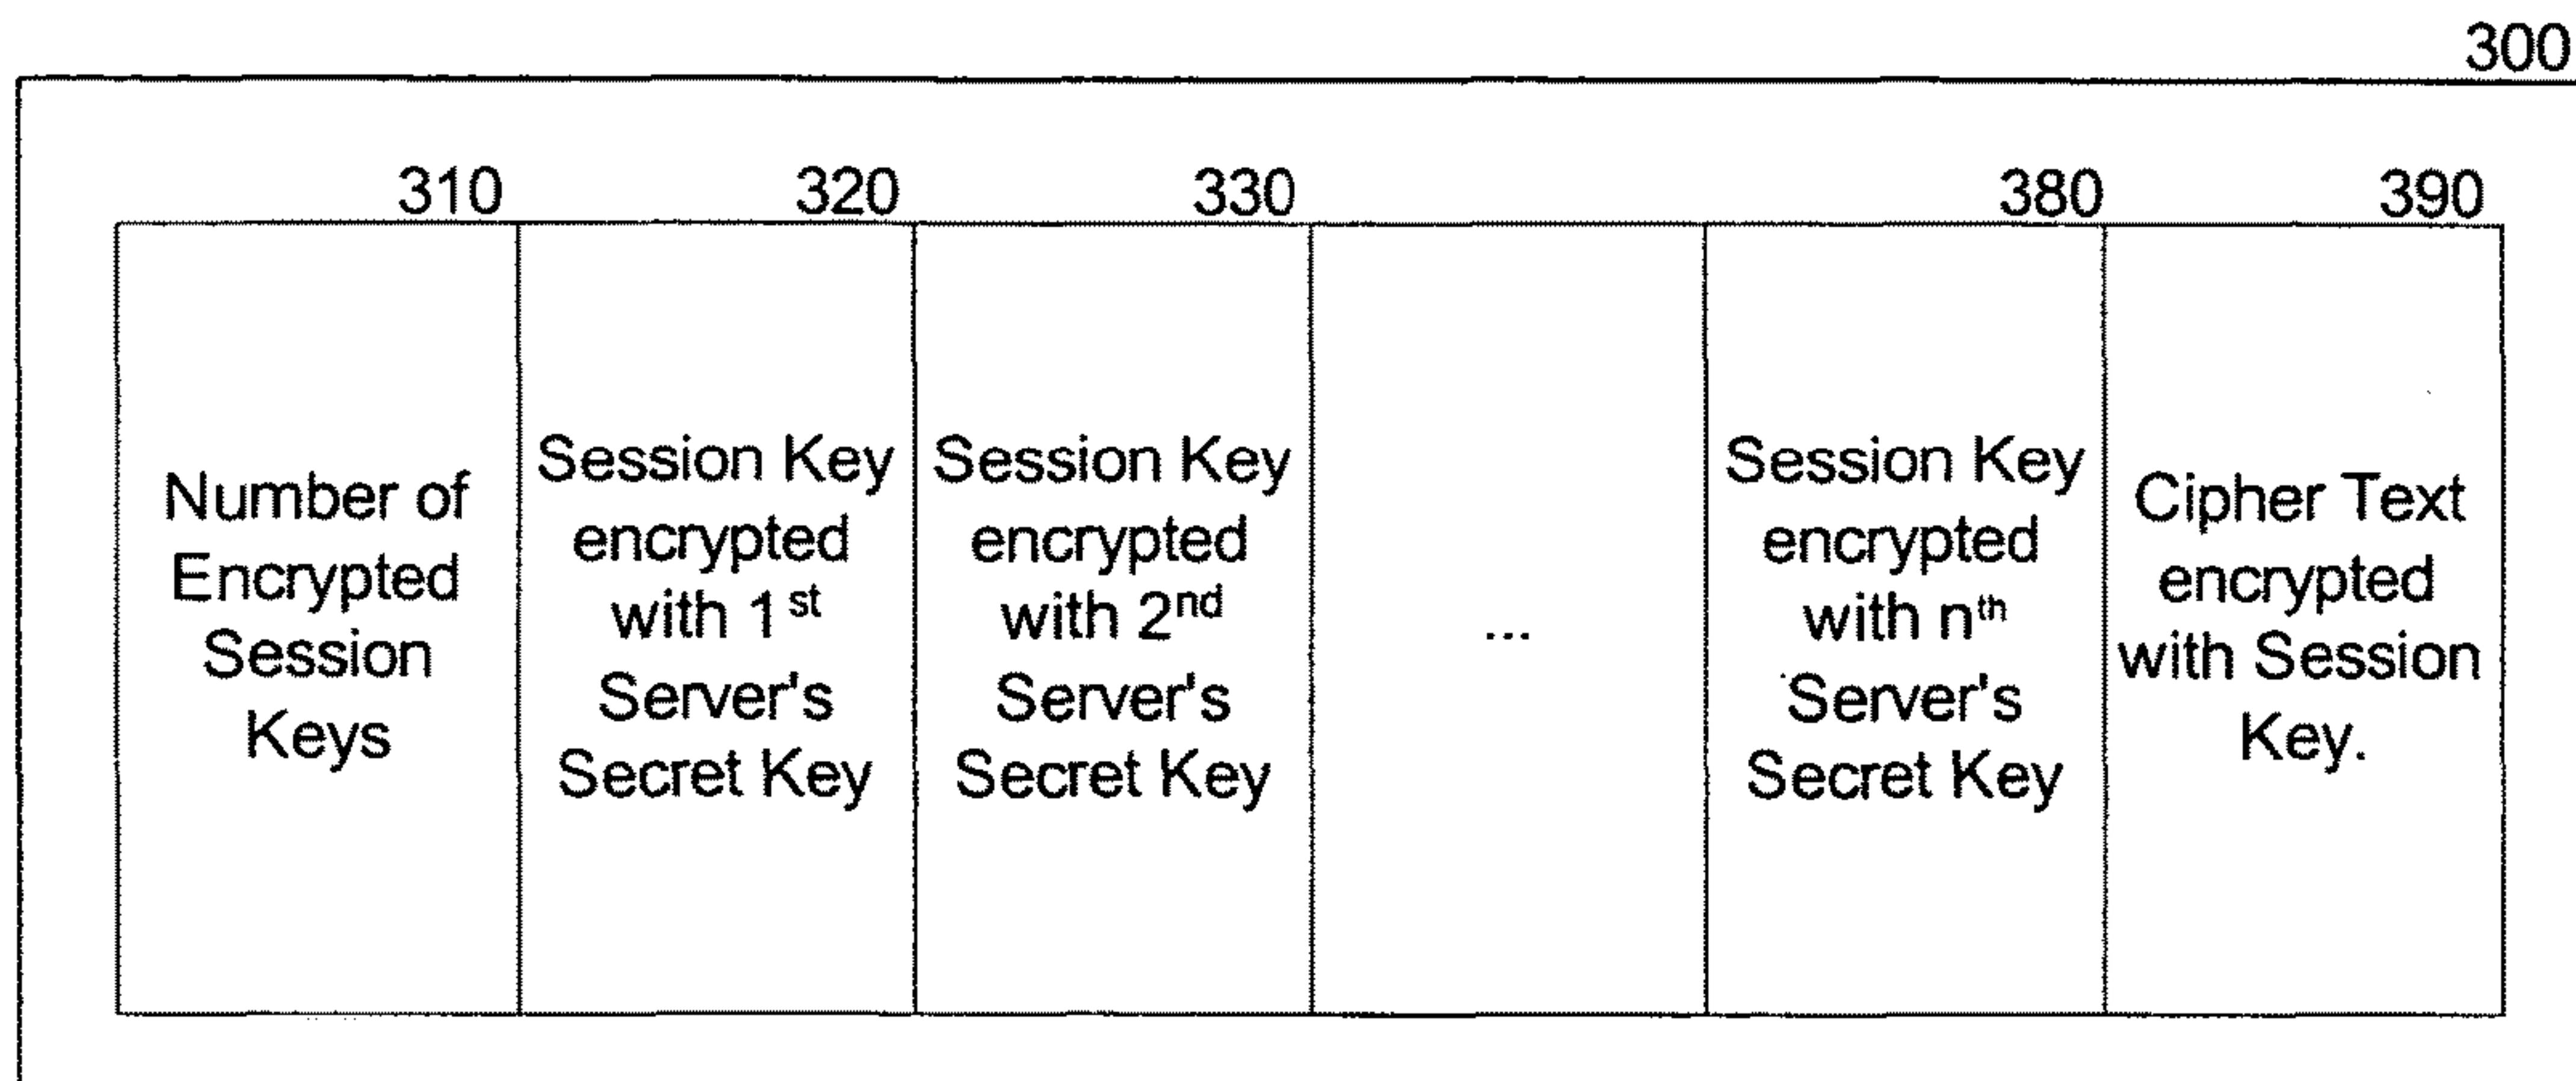 300
310 320 330 380 390
Number of
Encrypted
Session
Keys
Session Key
encrypted
with 1st
Server's
Secret Key
Session Key
encrypted
with 2nd
Server's
Secret Key
...
Session Key
encrypted
with nth
Server's
Secret Key
Cipher Text
encrypted
with Session
Key.